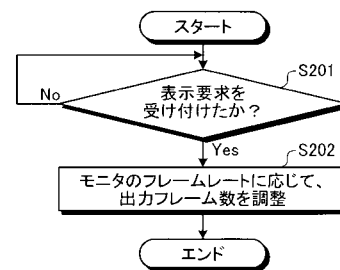 スタート
S201
表示要求を
受け付けたか？
No
Yes
S202
モニタのフレームレートに応じて、
出力フレーム数を調整
エンド